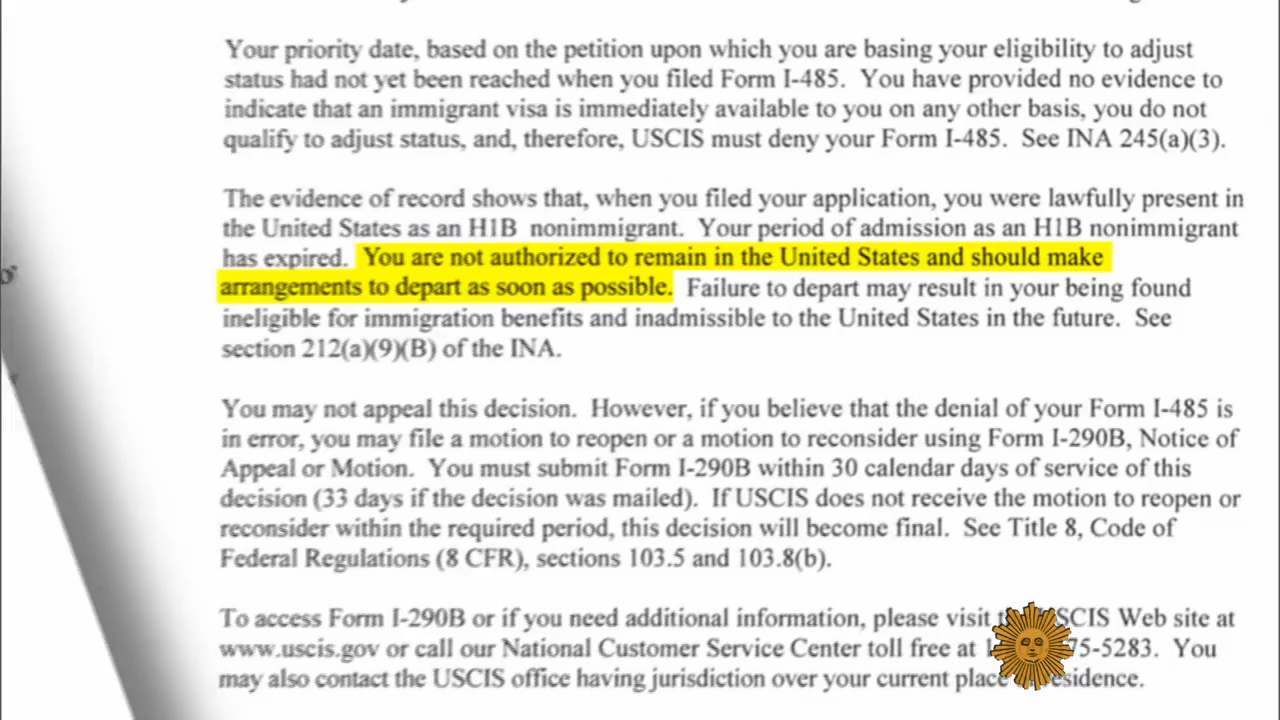 Your priority date, based on the petition upon which you are basing your eligibility to adjust
status had not yet been reached when you filed Form I-485. You have provided no evidence to
indicate that an immigrant visa is immediately available to you on any other basis, you do not
qualify to adjust status, and, therefore, USCIS must deny your Form I-485. See INA 245(a)(3).
The evidence of record shows that, when you filed your application, you were lawfully present in
the United States as an H1B nonimmigrant. Your period of admission as an H1B nonimmigrant
has expired. You are not authorized to remain in the United States and should make
arrangements to depart as soon as possible. Failure to depart may result in your being found
ineligible for immigration benefits and inadmissible to the United States in the future. See
section 212(a)(9)(B) of the INA.
You may not appeal this decision. However, if you believe that the denial of your Form I-485 is
in error, you may file a motion to reopen or a motion to reconsider using Form I-290B, Notice of
Appeal or Motion. You must submit Form I-290B within 30 calendar days of service of this
decision (33 days if the decision was mailed). If USCIS does not receive the motion to reopen or
reconsider within the required period, this decision will become final. See Title 8, Code of
Federal Regulations (8 CFR), sections 103.5 and 103.8(b).
To access Form I-290B or if you need additional information, please visit USCIS Web site at
www.uscis.gov or call our National Customer Service Center toll free at 75-5283. You
may also contact the USCIS office having jurisdiction over your current place residence.